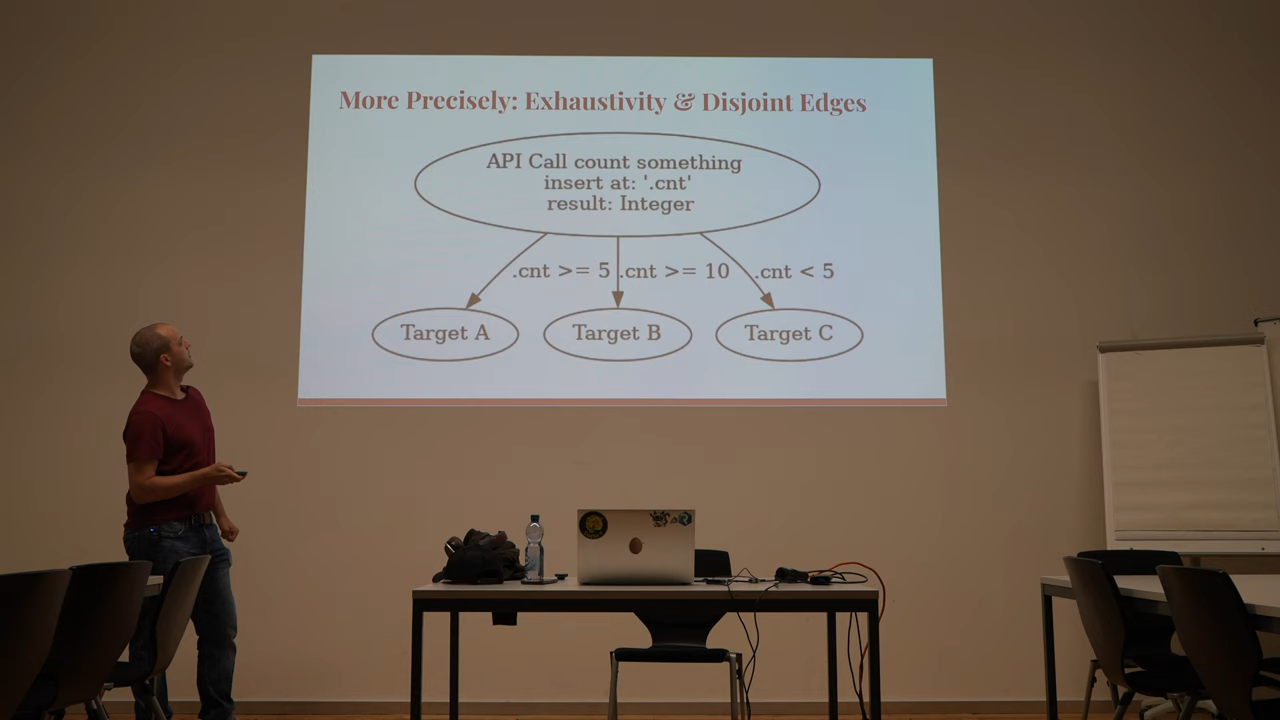 More Precisely: Exhaustivity & Disjoint Edges
API Call count something
insert at: '.cnt'
result: Integer
.cnt >= 5 .cnt >= 10 .cnt < 5
Target A Target B Target C